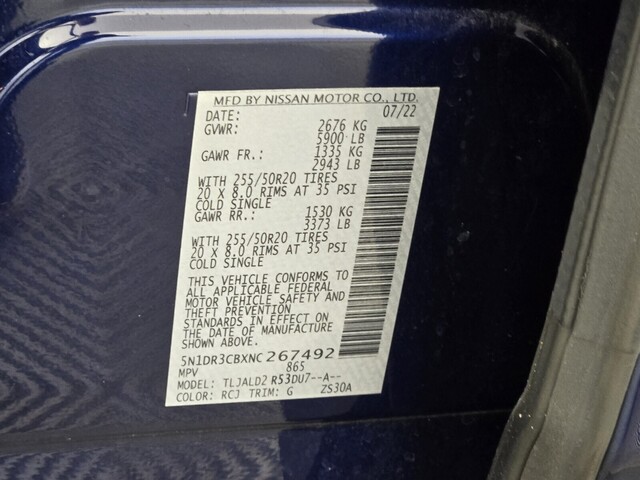 MFD BY NISSAN MOTOR CO., LTD.
DATE: 07/22
GVWR: 2676 KG
5900 LB
GAWR FR.: 1335 KG
2943 LB
WITH 255/50R20 TIRES
20 X 8.0 RIMS AT 35 PSI
COLD SINGLE
GAWR RR.: 1530 KG
3373 LB
WITH 255/50R20 TIRES
20 X 8.0 RIMS AT 35 PSI
COLD SINGLE
THIS VEHICLE CONFORMS TO
ALL APPLICABLE FEDERAL
MOTOR VEHICLE SAFETY AND
THEFT PREVENTION
STANDARDS IN EFFECT ON
THE DATE OF MANUFACTURE
SHOWN ABOVE.
5N1DR3CBXNC267492
MPV 865
MODEL: TLJALD2 R53DU7--A--
COLOR: RCJ TRIM: G ZS30A